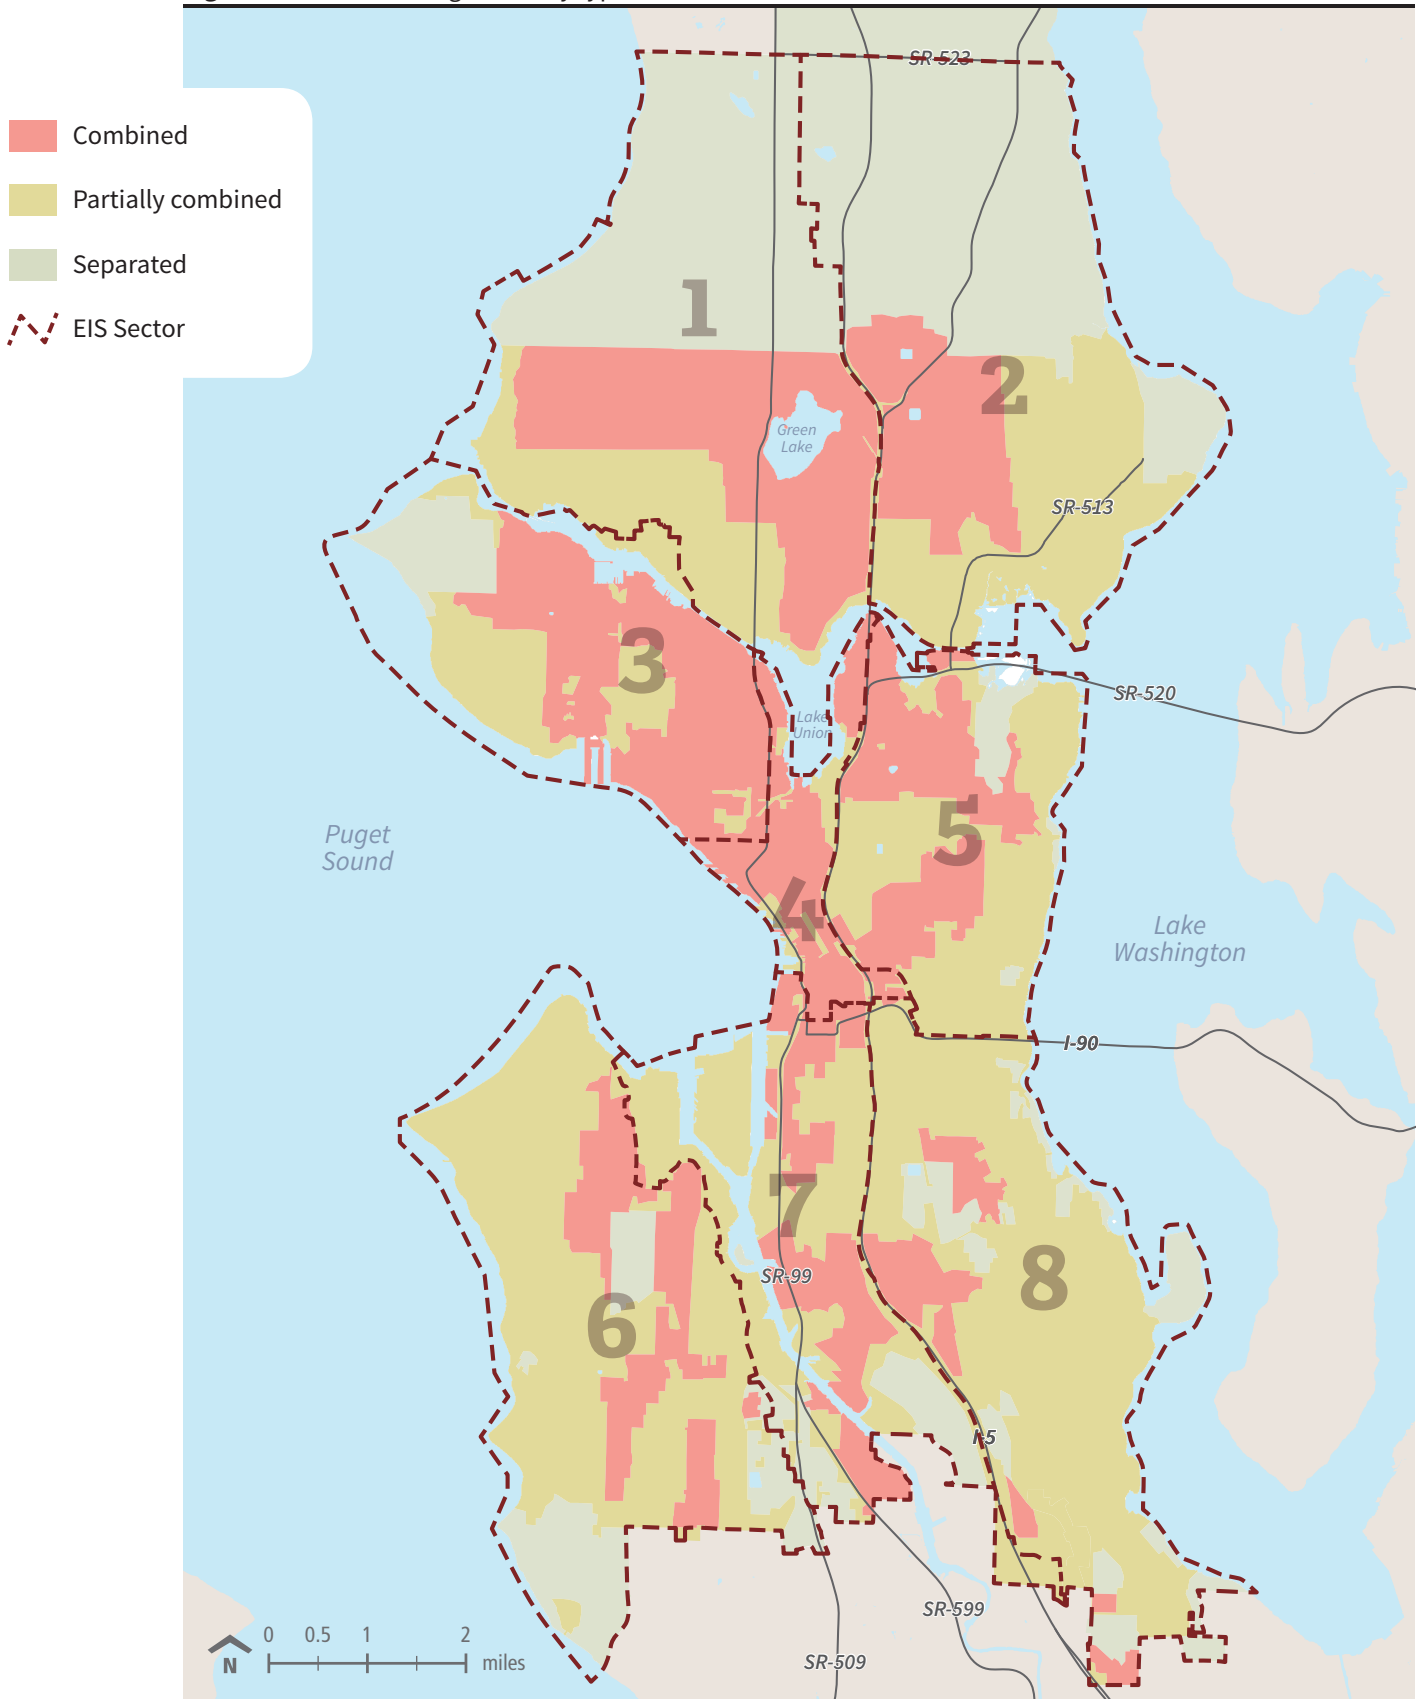 SR-523
Combined
Partially combined
Separated
EIS Sector
1
2
Green
Lake
SR-513
3
SR-520
Lake
Union
Puget
Sound
5
4
Lake
Washington
I-90
7
SR-99
8
6
I-5
SR-599
0 0.5 1 2
miles
N
SR-509